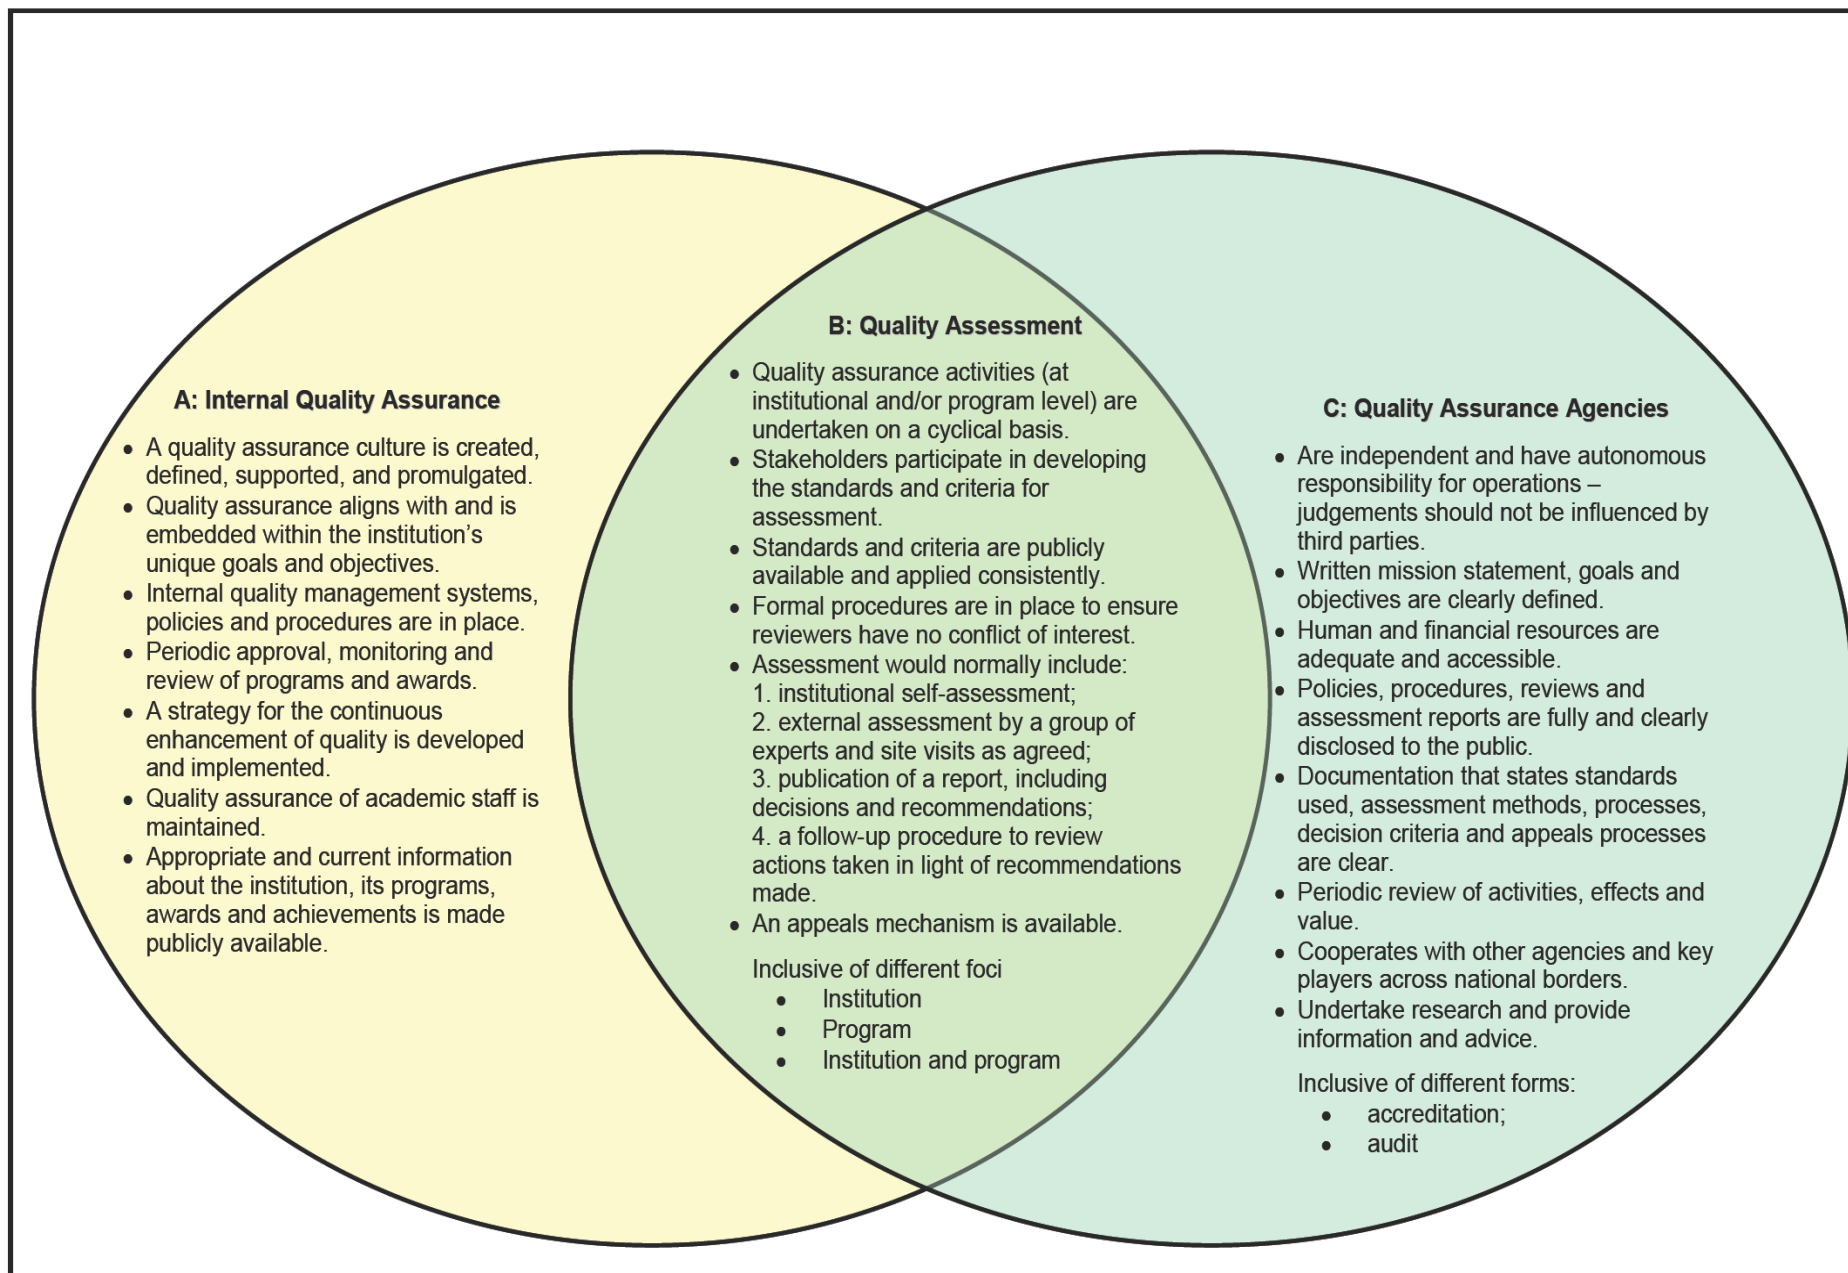 A: Internal Quality Assurance
• A quality assurance culture is created,
defined, supported, and promulgated.
• Quality assurance aligns with and is
embedded within the institution’s
unique goals and objectives.
• Internal quality management systems,
policies and procedures are in place.
• Periodic approval, monitoring and
review of programs and awards.
• A strategy for the continuous
enhancement of quality is developed
and implemented.
• Quality assurance of academic staff is
maintained.
• Appropriate and current information
about the institution, its programs,
awards and achievements is made
publicly available.
B: Quality Assessment
• Quality assurance activities (at
institutional and/or program level) are
undertaken on a cyclical basis.
• Stakeholders participate in developing
the standards and criteria for
assessment.
• Standards and criteria are publicly
available and applied consistently.
• Formal procedures are in place to ensure
reviewers have no conflict of interest.
• Assessment would normally include:
1. institutional self-assessment;
2. external assessment by a group of
experts and site visits as agreed;
3. publication of a report, including
decisions and recommendations;
4. a follow-up procedure to review
actions taken in light of recommendations
made.
• An appeals mechanism is available.
Inclusive of different foci
• Institution
• Program
• Institution and program
C: Quality Assurance Agencies
• Are independent and have autonomous
responsibility for operations –
judgements should not be influenced by
third parties.
• Written mission statement, goals and
objectives are clearly defined.
• Human and financial resources are
adequate and accessible.
• Policies, procedures, reviews and
assessment reports are fully and clearly
disclosed to the public.
• Documentation that states standards
used, assessment methods, processes,
decision criteria and appeals processes
are clear.
• Periodic review of activities, effects and
value.
• Cooperates with other agencies and key
players across national borders.
• Undertake research and provide
information and advice.
Inclusive of different forms:
• accreditation;
• audit